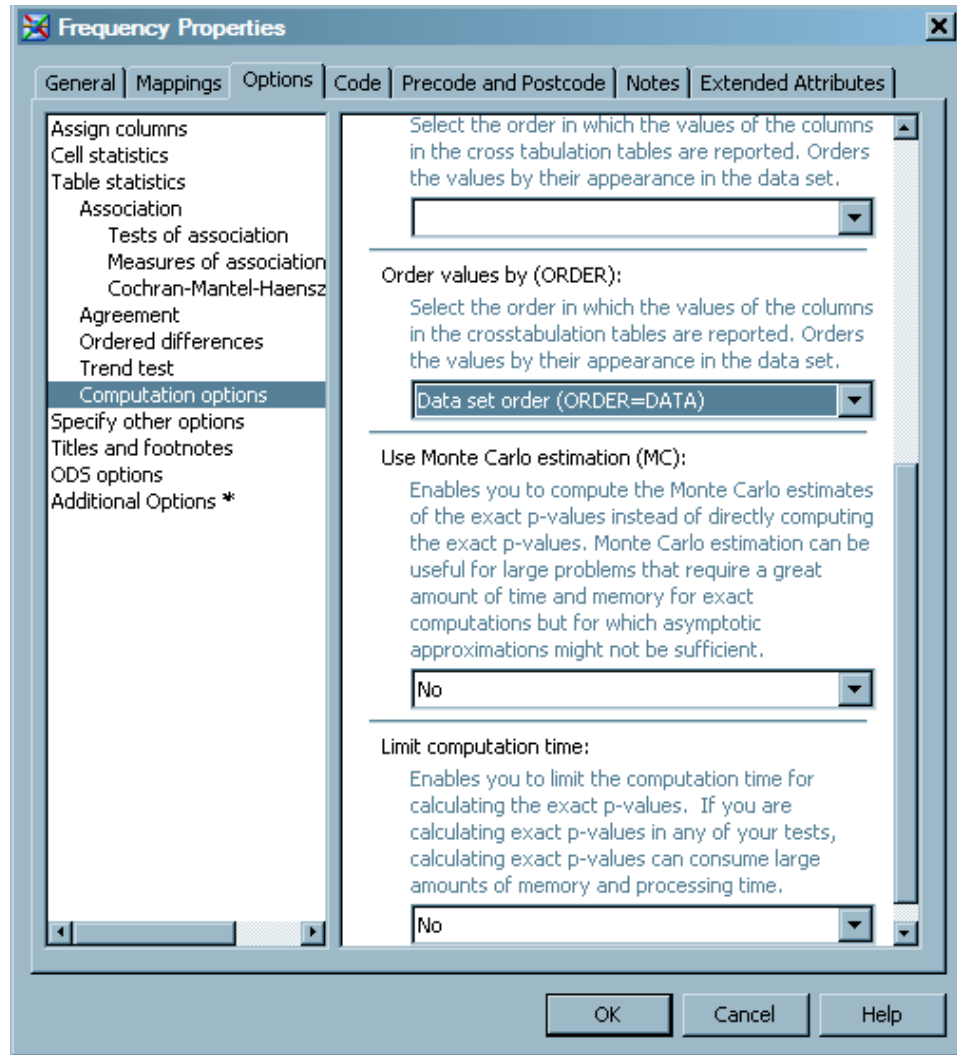 Frequency Properties
General
Mappings
Options
Code
Precode and Postcode
Notes
Extended Attributes
Assign columns
Cell statistics
Table statistics
Association
Tests of association
Measures of association
Cochran-Mantel-Haensz
Agreement
Ordered differences
Trend test
Computation options
Specify other options
Titles and footnotes
ODS options
Additional Options *
Select the order in which the values of the columns
in the cross tabulation tables are reported. Orders
the values by their appearance in the data set.
Order values by (ORDER):
Select the order in which the values of the columns
in the crosstabulation tables are reported. Orders
the values by their appearance in the data set.
Data set order (ORDER=DATA)
Use Monte Carlo estimation (MC):
Enables you to compute the Monte Carlo estimates
of the exact p-values instead of directly computing
the exact p-values. Monte Carlo estimation can be
useful for large problems that require a great
amount of time and memory for exact
computations but for which asymptotic
approximations might not be sufficient.
No
Limit computation time:
Enables you to limit the computation time for
calculating the exact p-values. If you are
calculating exact p-values in any of your tests,
calculating exact p-values can consume large
amounts of memory and processing time.
No
OK
Cancel
Help